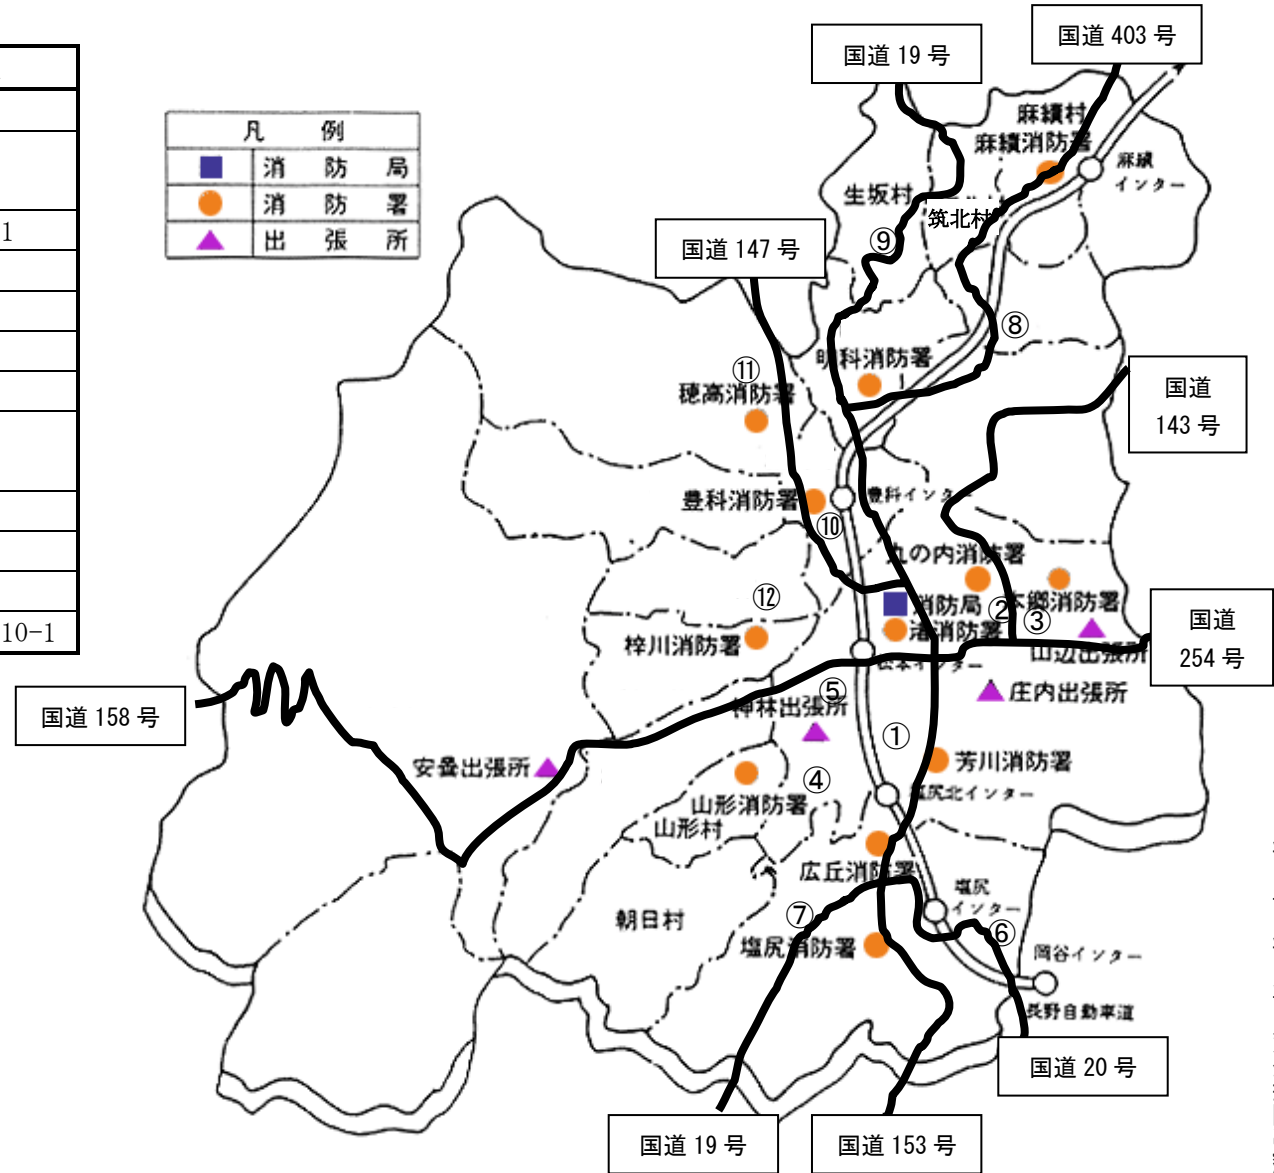 国道 403 号
国道 19 号
1
10-1
凡 例
消 防 局
消 防 署
出 張 所
麻績村
麻績消防署
麻績
インター
生坂村
筑北村
国道 147 号
⑨
⑧
明科消防署
⑪
穂高消防署
国道
143 号
豊科消防署
豊科インター
⑩
丸の内消防署
⑫
消防局
②
本郷消防署
③
渚消防署
梓川消防署
山辺出張所
国道
254 号
松本インター
国道 158 号
⑤
庄内出張所
神林出張所
①
安曇出張所
芳川消防署
④
塩尻北インター
山形消防署
山形村
広丘消防署
塩尻
インター
朝日村
⑦
⑥
塩尻消防署
岡谷インター
長野自動車道
国道 20 号
国道 19 号
国道 153 号